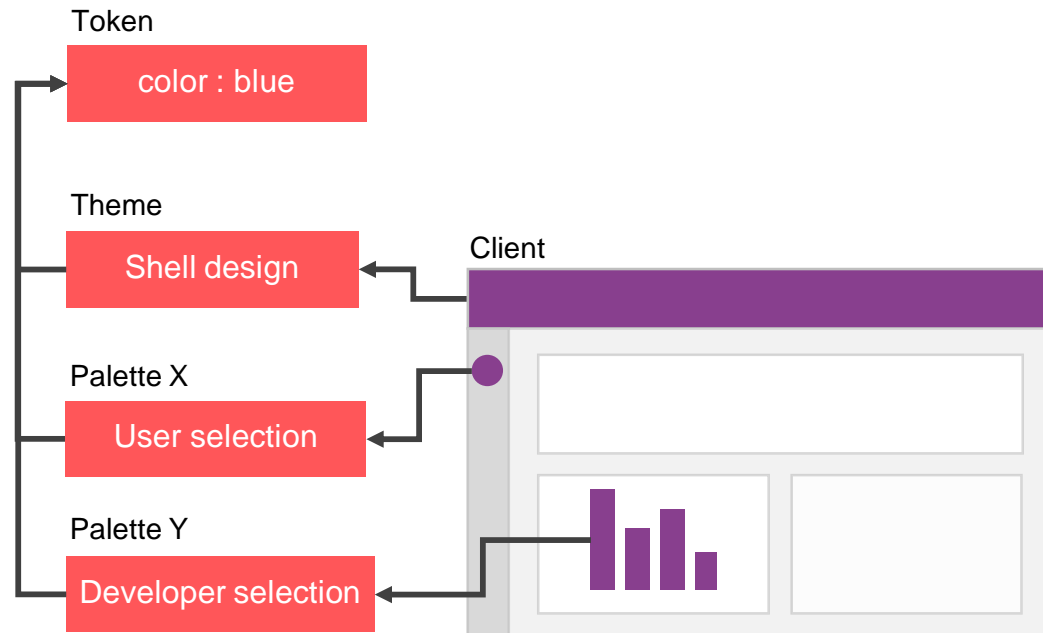 Token
color : blue
Theme
Shell design
Client
Palette X
User selection
Palette Y
Developer selection